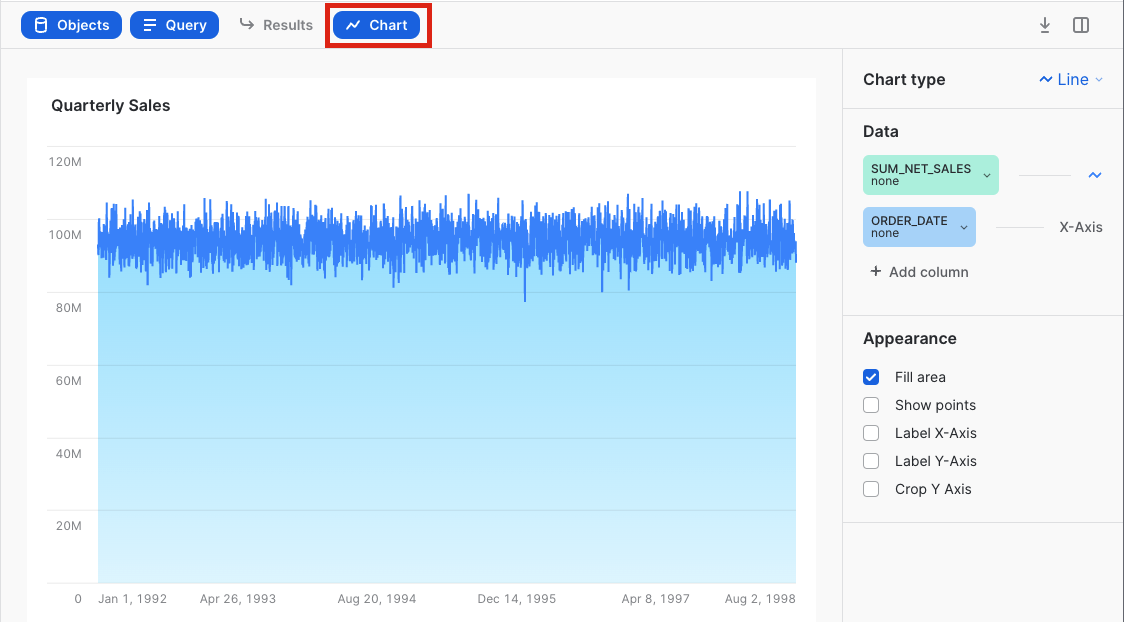 Objects Query Results Chart
Quarterly Sales
120M
100M
80M
60M
40M
20M
0
Jan 1, 1992 Apr 26, 1993 Aug 20, 1994 Dec 14, 1995 Apr 8, 1997 Aug 2, 1998
Chart type Line
Data
SUM_NET_SALES
none
ORDER_DATE
none
X-Axis
+ Add column
Appearance
Fill area
Show points
Label X-Axis
Label Y-Axis
Crop Y Axis